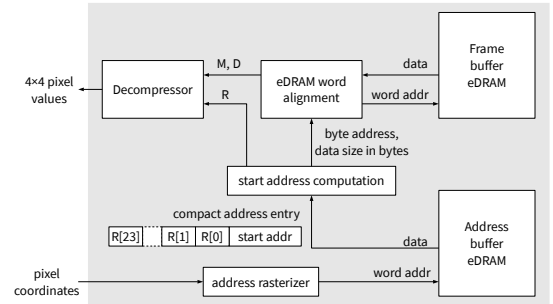 Frame
buffer
eDRAM
data
word addr
M, D
R
eDRAM word
alignment
Decompressor
4×4 pixel
values
byte address,
data size in bytes
start address computation
compact address entry
R[23]
R[1]
R[0]
start addr
Address
buffer
eDRAM
data
word addr
pixel
coordinates
address rasterizer